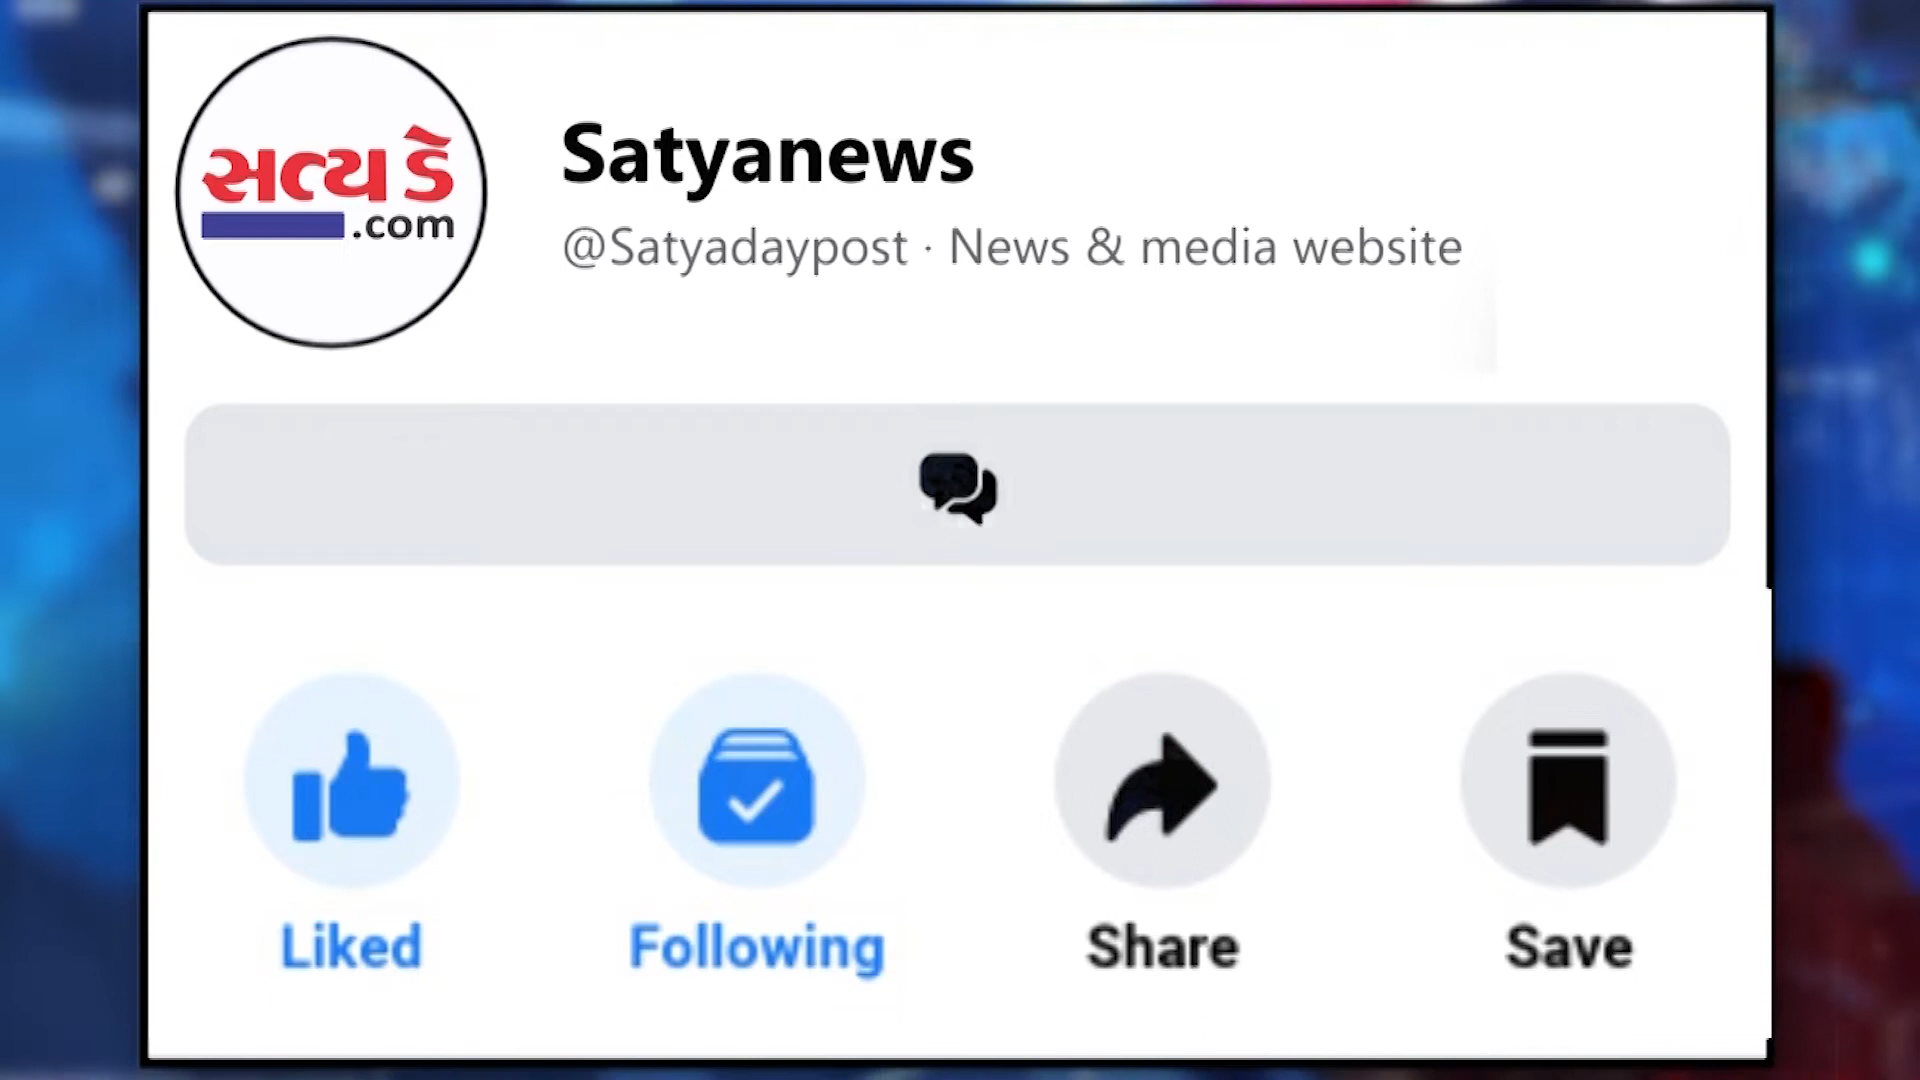 સત્ય ડે
.com
Satyanews
@Satyadaypost · News & media website
Liked
Following
Share
Save